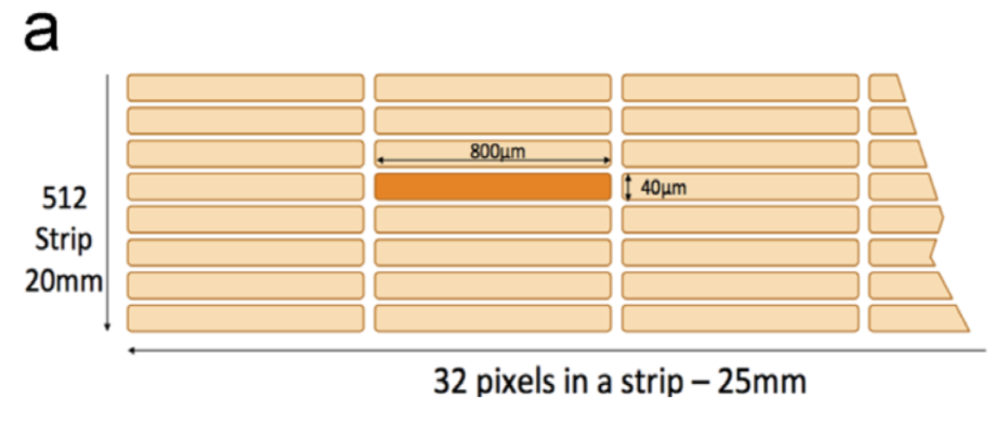 a
800µm
40µm
512
Strip
20mm
32 pixels in a strip – 25mm